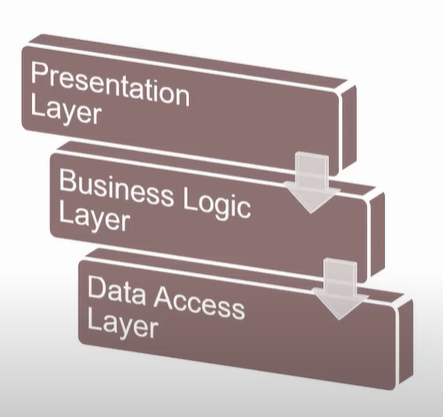 Presentation
Layer
Business Logic
Layer
Data Access
Layer